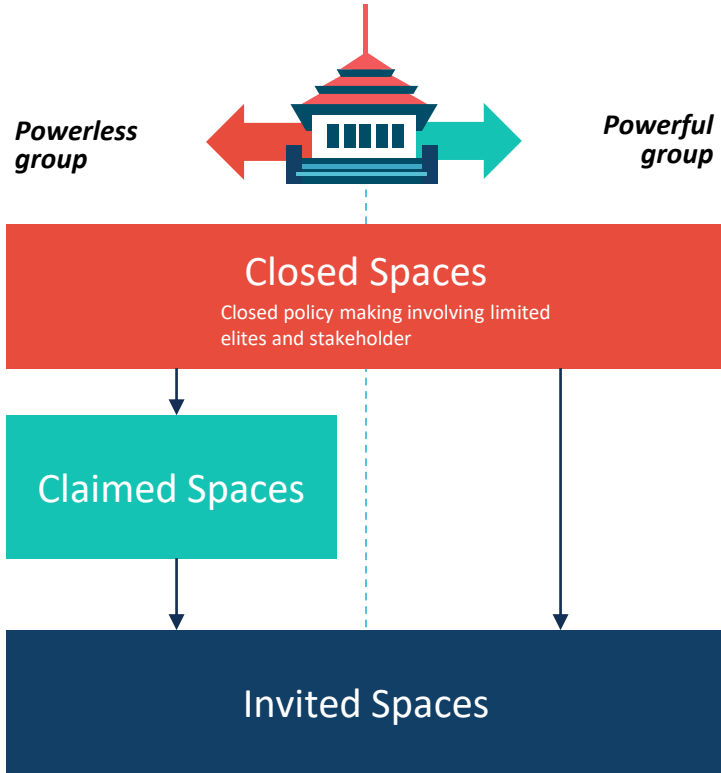 Powerless
group
Powerful
group
Closed Spaces
Closed policy making involving limited
elites and stakeholder
Claimed Spaces
Invited Spaces